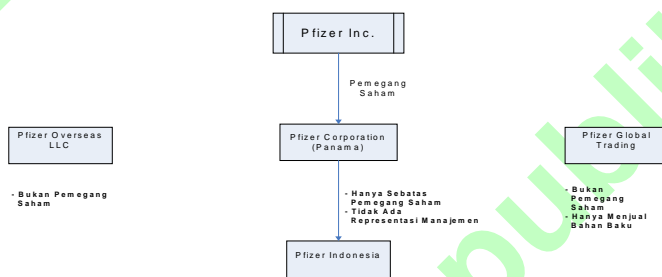 Pfizer Inc.
Pemegang
Saham
Pfizer Overseas
LLC
Pfizer Corporation
(Panama)
Pfizer Global
Trading
- Bukan Pemegang
Saham
- Hanya Sebatas
Pemegang Saham
- Tidak Ada
Representasi Manajemen
- Bukan
Pemegang
Saham
- Hanya Menjual
Bahan Baku
Pfizer Indonesia
publi